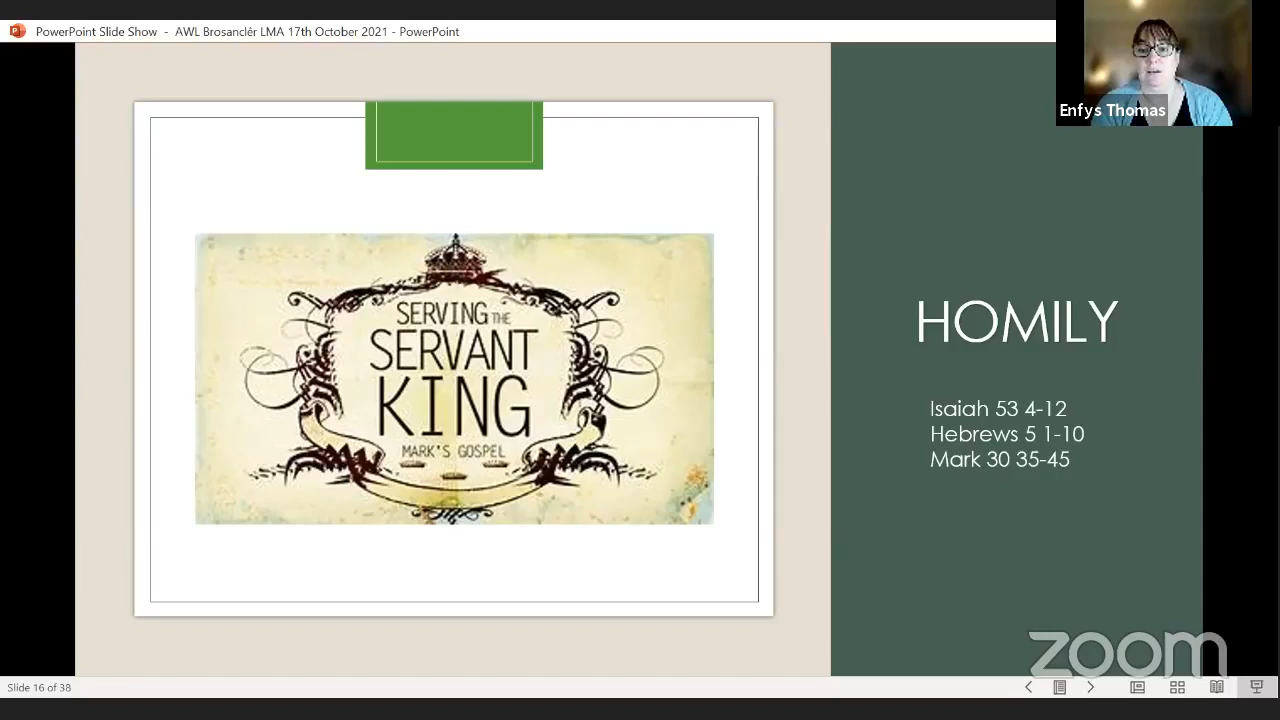 PowerPoint Slide Show - AWL Brosanclêr LMA 17th October 2021 - PowerPoint
Enfys Thomas
SERVING THE
SERVANT
KING
MARK'S GOSPEL
HOMILY
Isaiah 53 4-12
Hebrews 5 1-10
Mark 30 35-45
zoom
Slide 16 of 38